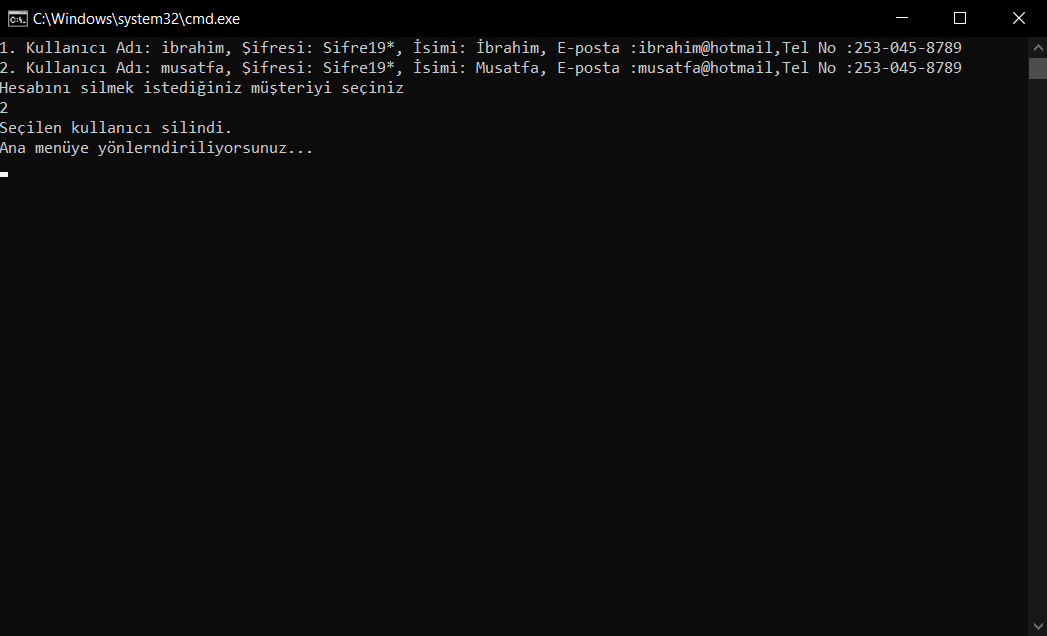 C:\Windows\system32\cmd.exe
1. Kullanıcı Adı: ibrahim, Şifresi: Sifre19*, İsimi: İbrahim, E-posta :ibrahim@hotmail,Tel No :253-045-8789
2. Kullanıcı Adı: musatfa, Şifresi: Sifre19*, İsimi: Musatfa, E-posta :musatfa@hotmail,Tel No :253-045-8789
Hesabını silmek istediğiniz müşteriyi seçiniz
2
Seçilen kullanıcı silindi.
Ana menüye yönlerndiriliyorsunuz...